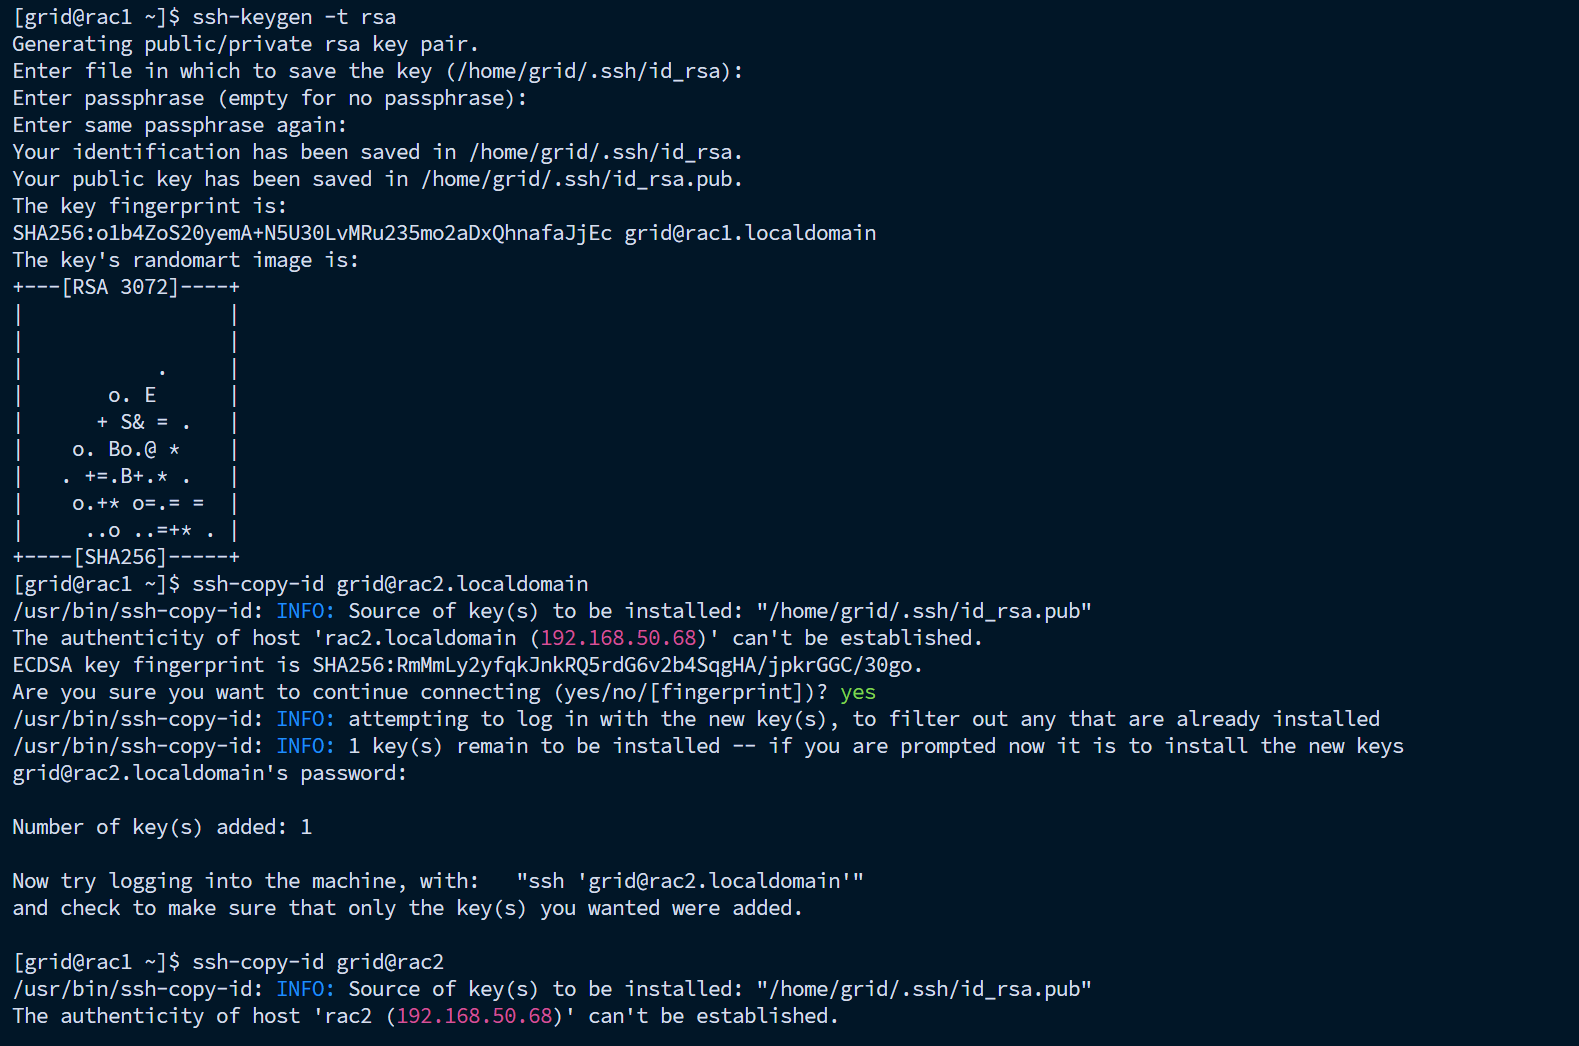 [grid@rac1 ~]$ ssh-keygen -t rsa
Generating public/private rsa key pair.
Enter file in which to save the key (/home/grid/.ssh/id_rsa):
Enter passphrase (empty for no passphrase):
Enter same passphrase again:
Your identification has been saved in /home/grid/.ssh/id_rsa.
Your public key has been saved in /home/grid/.ssh/id_rsa.pub.
The key fingerprint is:
SHA256:o1b4ZoS20yemA+N5U30LvMRu235mo2aDxQhnafaJjEc grid@rac1.localdomain
The key's randomart image is:
+---[RSA 3072]----+
|                 |
|                 |
|           .     |
|       o. E      |
|      + S& = .   |
|    o. Bo.@ *    |
|   . +=.B+.* .   |
|    o.+* o=.= =  |
|     ..o ..=+* . |
+----[SHA256]-----+
[grid@rac1 ~]$ ssh-copy-id grid@rac2.localdomain
/usr/bin/ssh-copy-id: INFO: Source of key(s) to be installed: "/home/grid/.ssh/id_rsa.pub"
The authenticity of host 'rac2.localdomain (192.168.50.68)' can't be established.
ECDSA key fingerprint is SHA256:RmMmLy2yfqkJnkRQ5rdG6v2b4SqgHA/jpkrGGC/30go.
Are you sure you want to continue connecting (yes/no/[fingerprint])? yes
/usr/bin/ssh-copy-id: INFO: attempting to log in with the new key(s), to filter out any that are already installed
/usr/bin/ssh-copy-id: INFO: 1 key(s) remain to be installed -- if you are prompted now it is to install the new keys
grid@rac2.localdomain's password:
Number of key(s) added: 1
Now try logging into the machine, with:   "ssh 'grid@rac2.localdomain'"
and check to make sure that only the key(s) you wanted were added.
[grid@rac1 ~]$ ssh-copy-id grid@rac2
/usr/bin/ssh-copy-id: INFO: Source of key(s) to be installed: "/home/grid/.ssh/id_rsa.pub"
The authenticity of host 'rac2 (192.168.50.68)' can't be established.